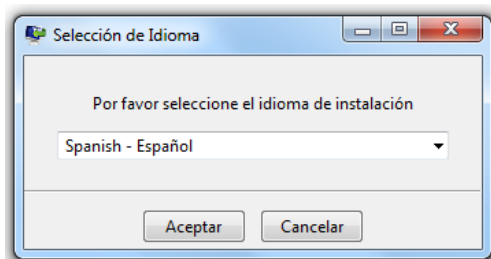 Selección de Idioma
Por favor seleccione el idioma de instalación
Spanish - Español
Aceptar Cancelar